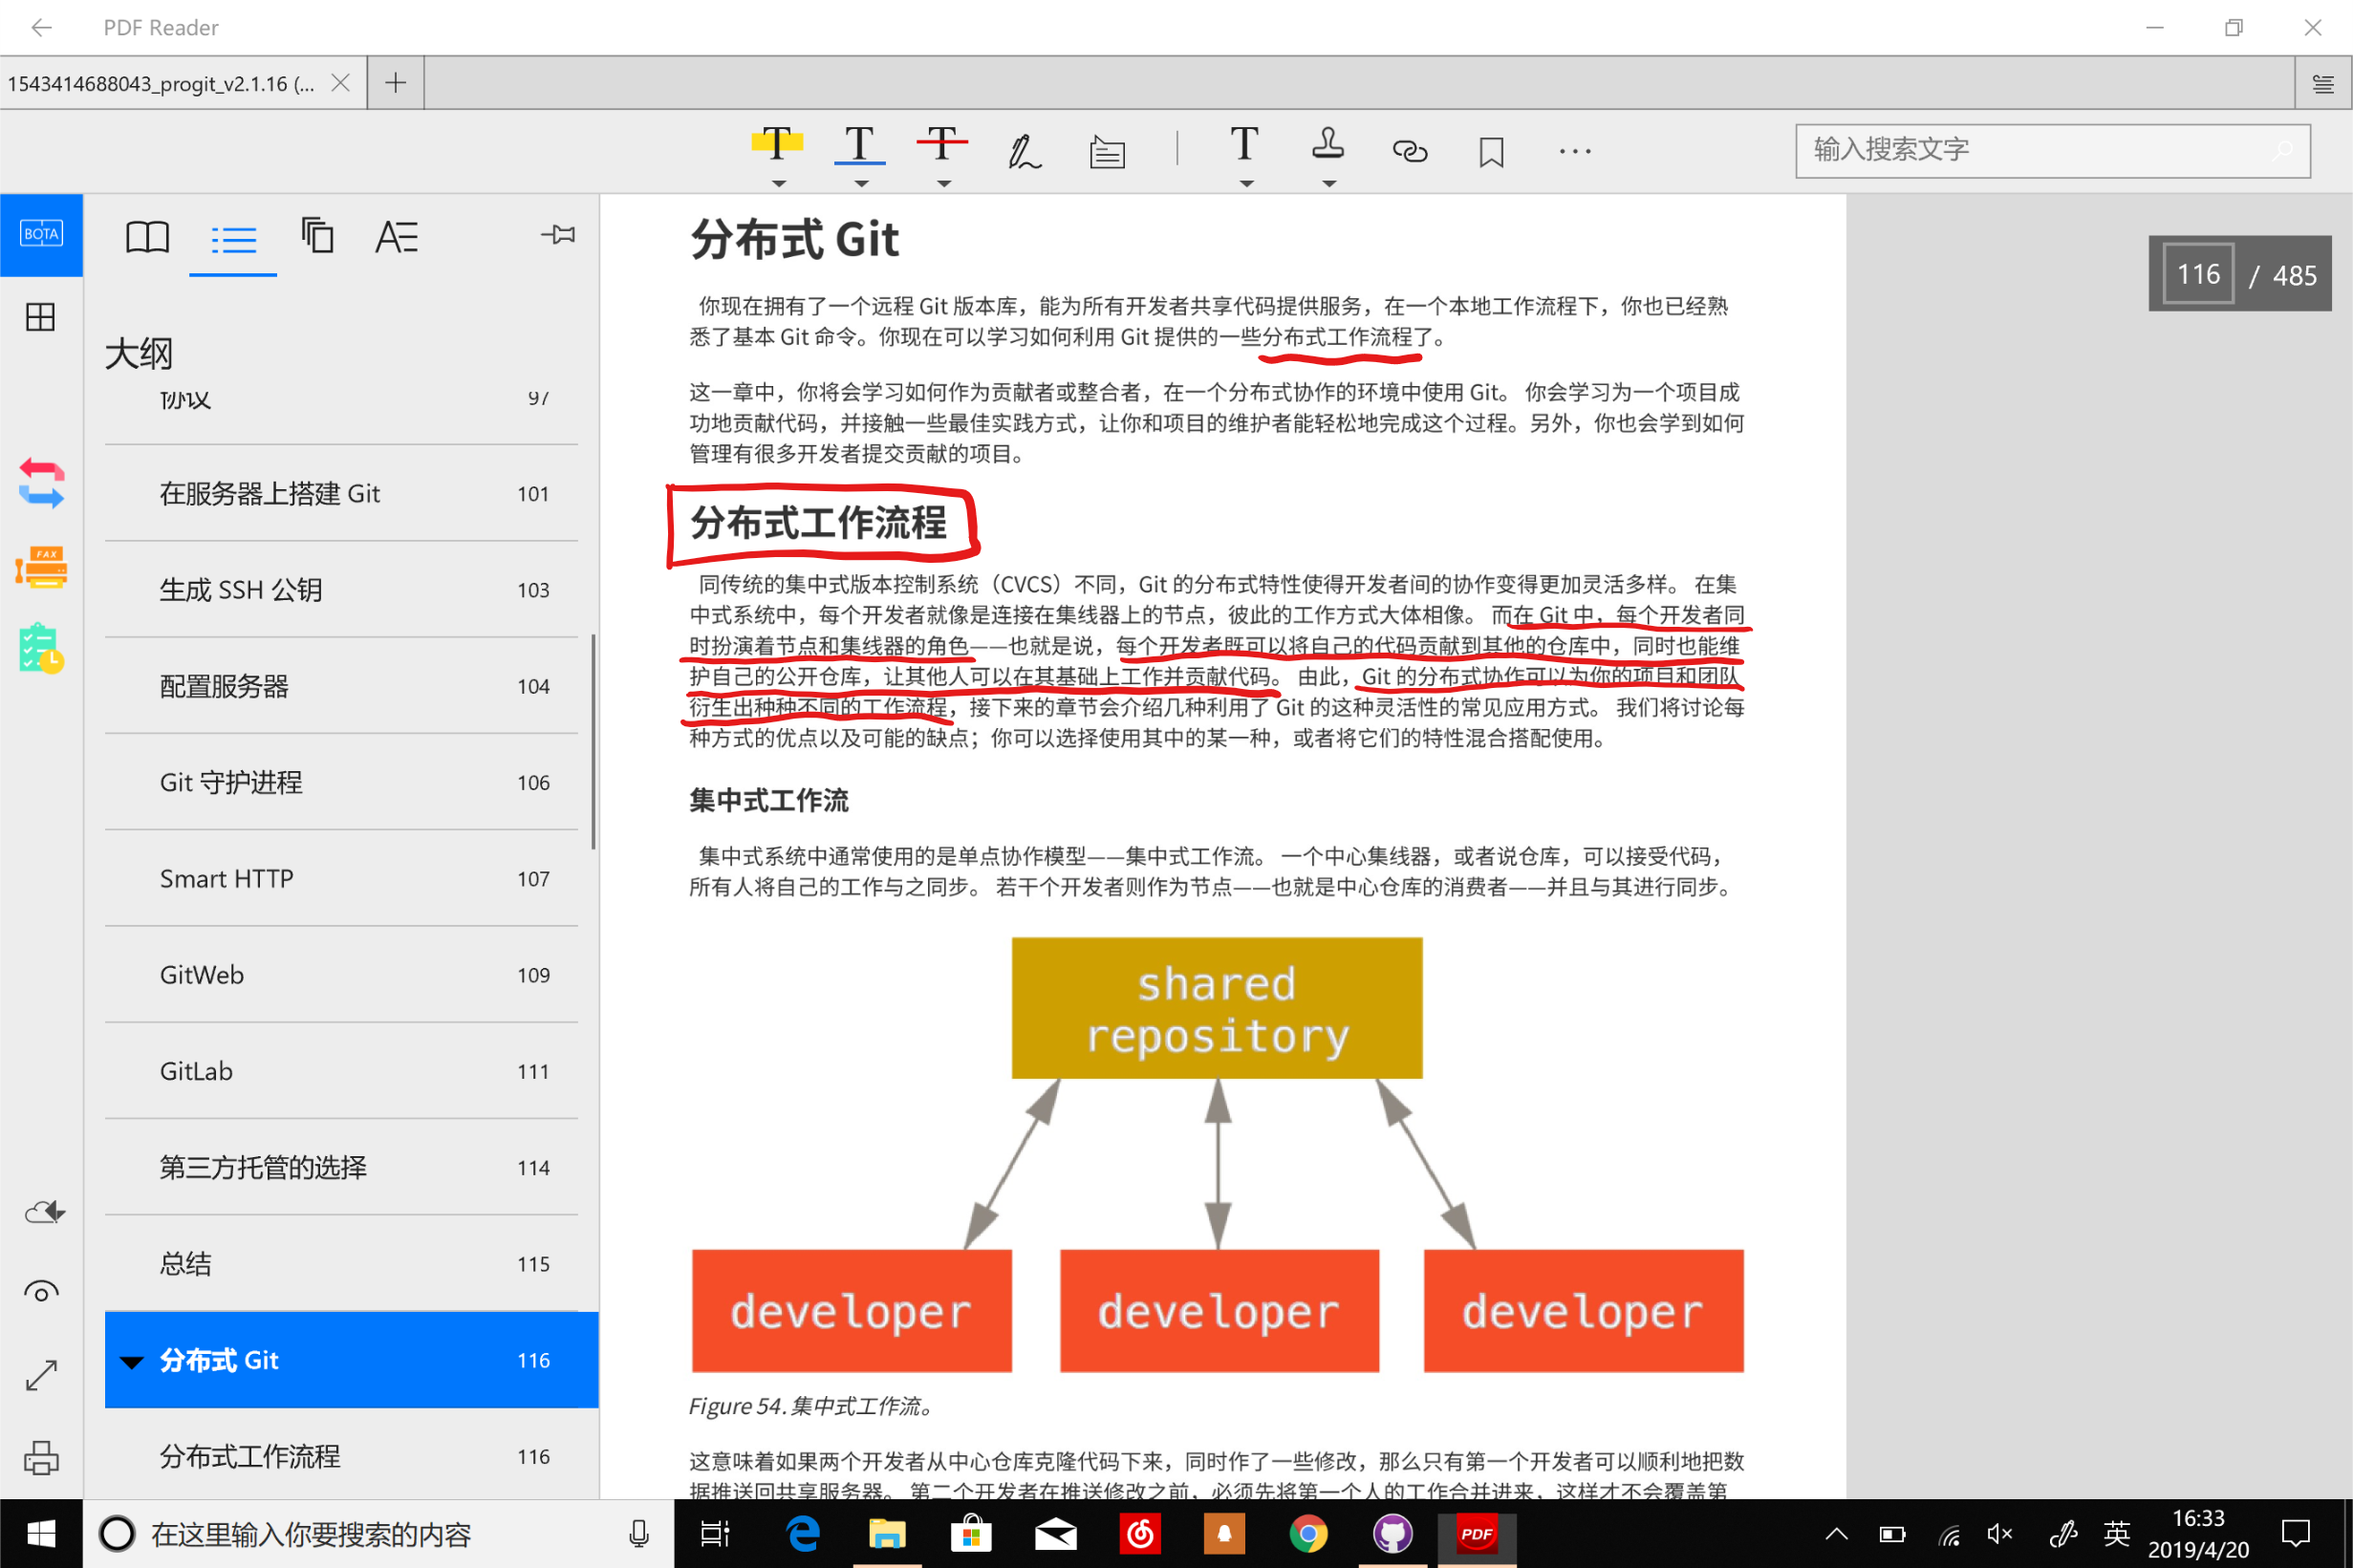 PDF Reader
1543414688043_progit_v2.1.16 (...
输入搜索文字
BOTA
FAX
大纲
协议 97
在服务器上搭建 Git 101
生成 SSH 公钥 103
配置服务器 104
Git 守护进程 106
Smart HTTP 107
GitWeb 109
GitLab 111
第三方托管的选择 114
总结 115
分布式 Git 116
分布式工作流程 116
116 / 485
分布式 Git
你现在拥有了一个远程 Git 版本库，能为所有开发者共享代码提供服务，在一个本地工作流程下，你也已经熟
悉了基本 Git 命令。你现在可以学习如何利用 Git 提供的一些分布式工作流程了。
这一章中，你将会学习如何作为贡献者或整合者，在一个分布式协作的环境中使用 Git。 你会学习为一个项目成
功地贡献代码，并接触一些最佳实践方式，让你和项目的维护者能轻松地完成这个过程。另外，你也会学到如何
管理有很多开发者提交贡献的项目。
分布式工作流程
同传统的集中式版本控制系统（CVCS）不同，Git 的分布式特性使得开发者间的协作变得更加灵活多样。 在集
中式系统中，每个开发者就像是连接在集线器上的节点，彼此的工作方式大体相像。 而在 Git 中，每个开发者同
时扮演着节点和集线器的角色——也就是说，每个开发者既可以将自己的代码贡献到其他的仓库中，同时也能维
护自己的公开仓库，让其他人可以在其基础上工作并贡献代码。 由此，Git 的分布式协作可以为你的项目和团队
衍生出种种不同的工作流程，接下来的章节会介绍几种利用了 Git 的这种灵活性的常见应用方式。 我们将讨论每
种方式的优点以及可能的缺点；你可以选择使用其中的某一种，或者将它们的特性混合搭配使用。
集中式工作流
集中式系统中通常使用的是单点协作模型——集中式工作流。 一个中心集线器，或者说仓库，可以接受代码，
所有人将自己的工作与之同步。 若干个开发者则作为节点——也就是中心仓库的消费者——并且与其进行同步。
shared
repository
developer developer developer
Figure 54. 集中式工作流。
这意味着如果两个开发者从中心仓库克隆代码下来，同时作了一些修改，那么只有第一个开发者可以顺利地把数
据推送回共享服务器。 第二个开发者在推送修改之前，必须先将第一个人的工作合并进来，这样才不会覆盖第
在这里输入你要搜索的内容
PDF
英
16:33
2019/4/20